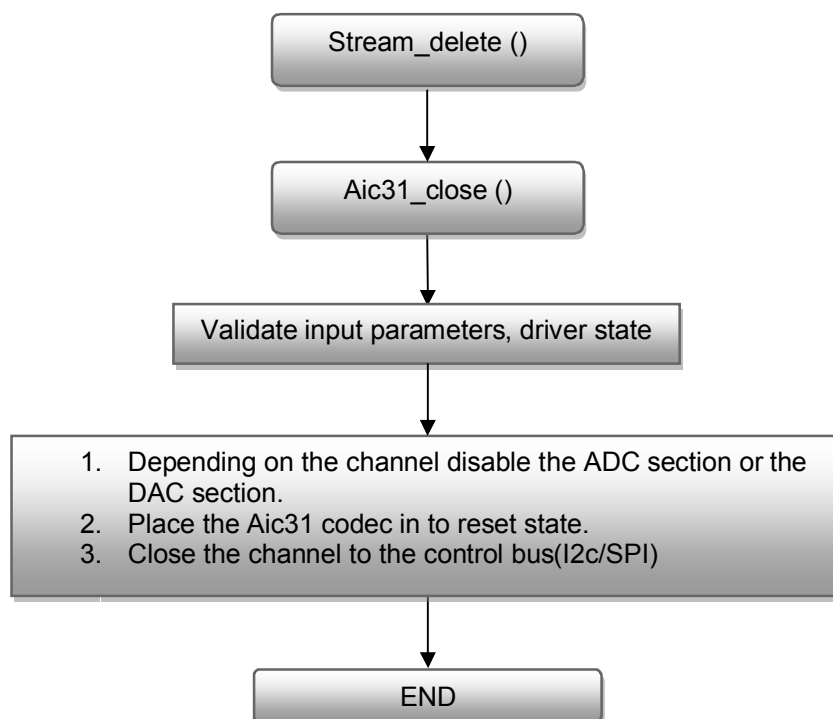 Stream_delete ()
Aic31_close ()
Validate input parameters, driver state
1. Depending on the channel disable the ADC section or the
DAC section.
2. Place the Aic31 codec in to reset state.
3. Close the channel to the control bus(I2c/SPI)
END